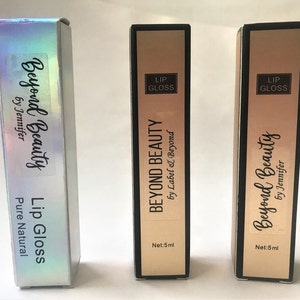 Beyond Beauty
by Jennifer
Lip Gloss
Pure Natural
LIP
GLOSS
BEYOND BEAUTY
by Label & Beyond
Net:5ml
LIP
GLOSS
Beyond Beauty
by Jennifer
Net:5ml